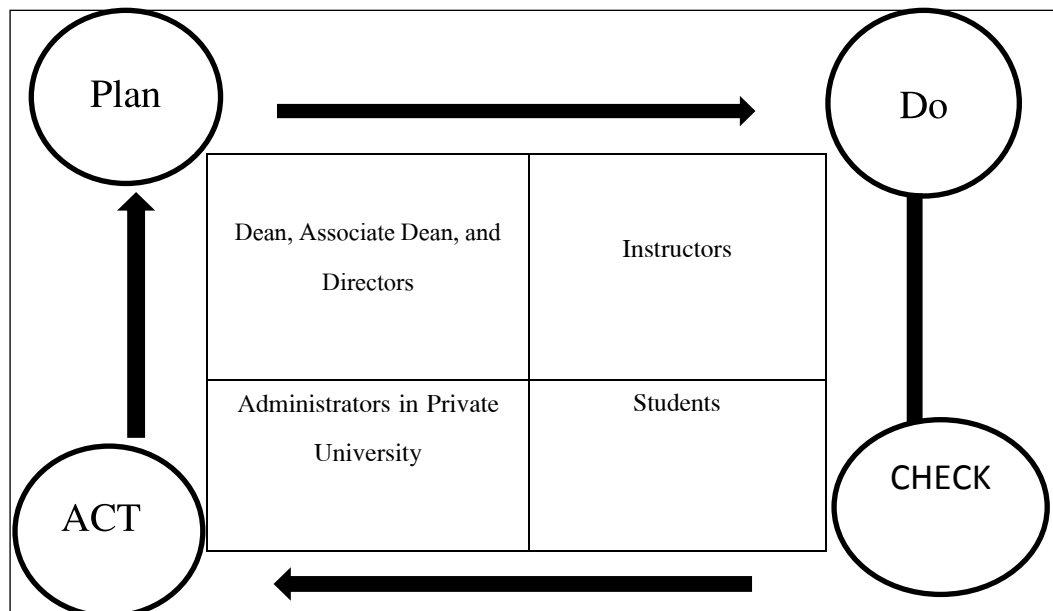 Plan
Do
Dean, Associate Dean, and
Directors
Instructors
Administrators in Private
University
Students
ACT
CHECK